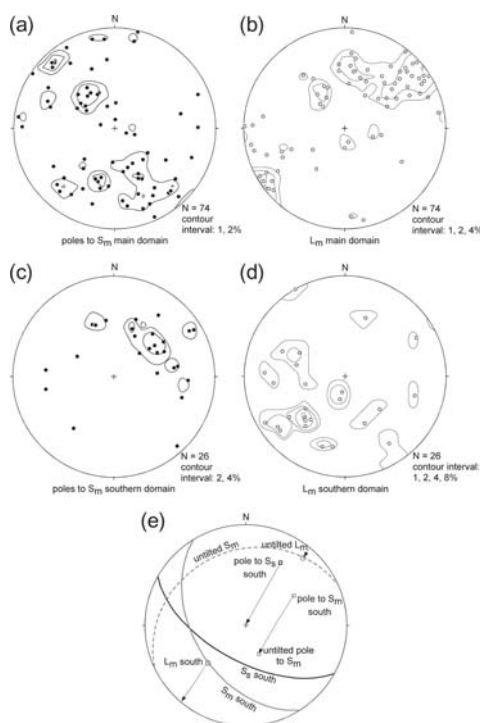 (a)
N
N = 74
contour
interval: 1, 2%
poles to Sm main domain
(b)
N
N = 74
contour
interval: 1, 2, 4%
Lm main domain
(c)
N
N = 26
contour
interval: 2, 4%
poles to Sm southern domain
(d)
N
N = 26
contour interval:
1, 2, 4, 8%
Lm southern domain
(e)
N
untilted Sm
untilted Lm
pole to Ss
south
pole to Sm
south
untilted pole
to Sm
Lm south
Ss south
Sm south